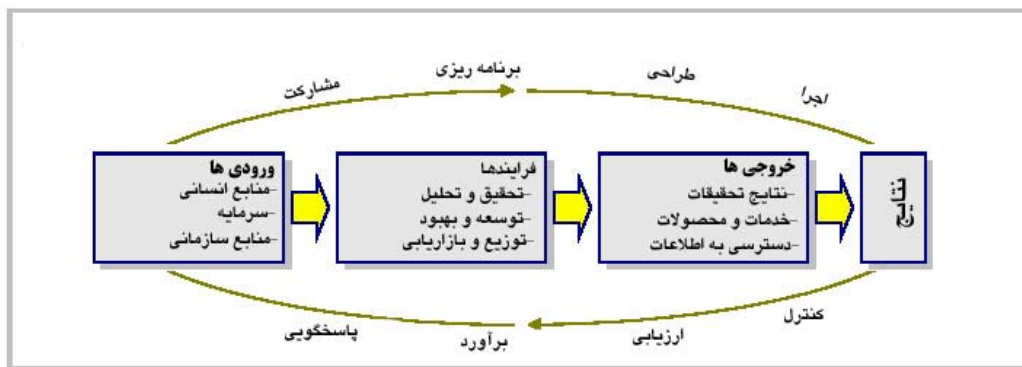 مشارکت
برنامه ریزی
طراحی
اجرا
ورودی ها
-منابع انسانی
-سرمایه
-منابع سازمانی
فرایندها
-تحقیق و تحلیل
-توسعه و بهبود
-توزیع و بازاریابی
خروجی ها
-نتایج تحقیقات
-خدمات و محصولات
-دسترسی به اطلاعات
نتایج
کنترل
ارزیابی
برآورد
پاسخگویی